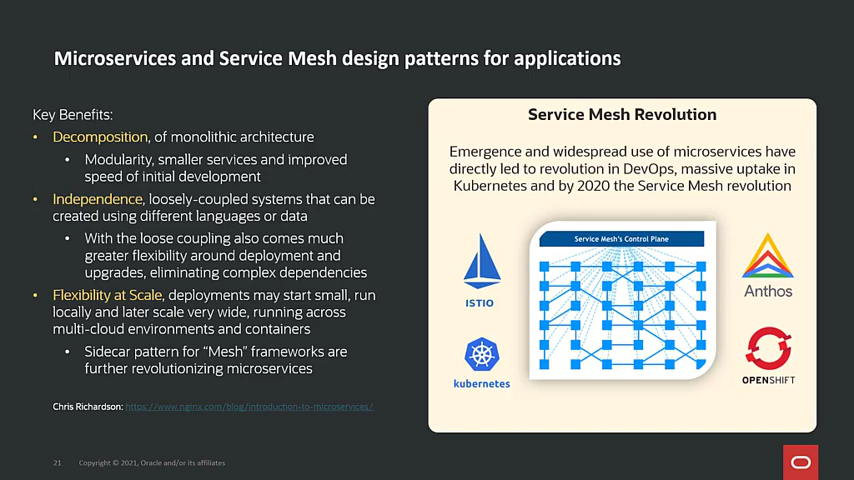 Microservices and Service Mesh design patterns for applications
Key Benefits:
• Decomposition, of monolithic architecture
• Modularity, smaller services and improved
speed of initial development
• Independence, loosely-coupled systems that can be
created using different languages or data
• With the loose coupling also comes much
greater flexibility around deployment and
upgrades, eliminating complex dependencies
• Flexibility at Scale, deployments may start small, run
locally and later scale very wide, running across
multi-cloud environments and containers
• Sidecar pattern for “Mesh” frameworks are
further revolutionizing microservices
Chris Richardson: https://www.nginx.com/blog/introduction-to-microservices/
Service Mesh Revolution
Emergence and widespread use of microservices have
directly led to revolution in DevOps, massive uptake in
Kubernetes and by 2020 the Service Mesh revolution
Service Mesh's Control Plane
ISTIO
kubernetes
Anthos
OPENSHIFT
21 Copyright © 2021, Oracle and/or its affiliates